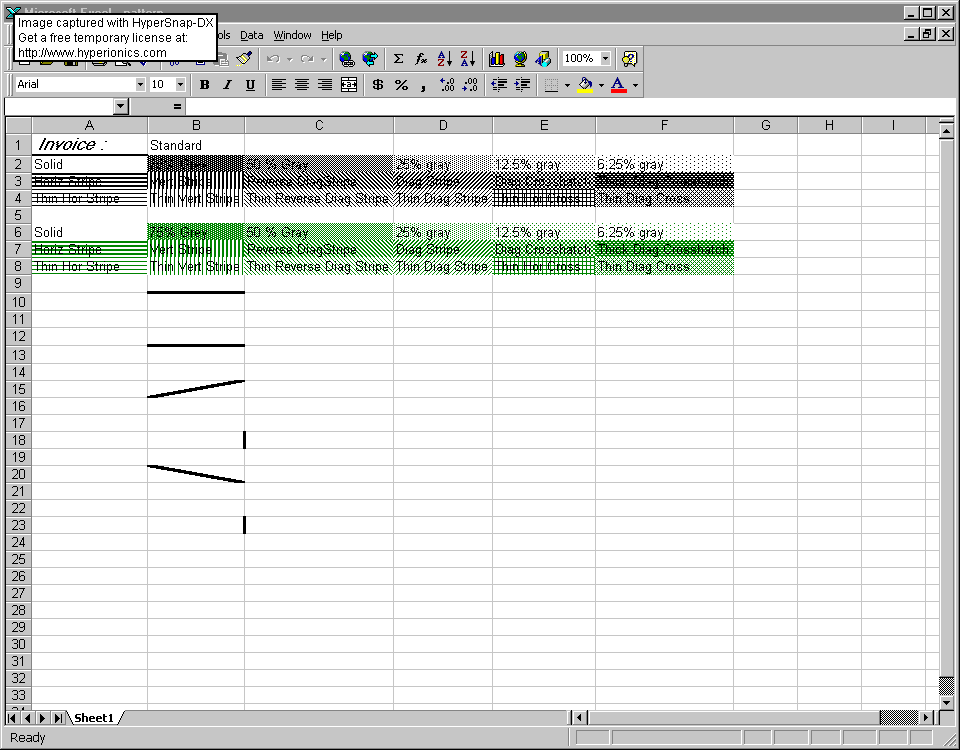 Microsoft Excel - pattern
Image captured with HyperSnap-DX
Get a free temporary license at:
http://www.hyperionics.com
Data Window Help
Σ fx 100%
Arial 10 B I U $ % , .00 .00 A
=
A B C D E F G H I
1 Invoice : Standard
2 Solid 75% Grey 50 % Gray 25% gray 12.5% gray 6.25% gray
3 Horiz Stripe Vert Stripe Reverse DiagStripe Diag Stripe Diag Crosshatch Thick Diag Crosshatch
4 Thin Hor Stripe Thin Vert Stripe Thin Reverse Diag Stripe Thin Diag Stripe Thin Hor Cross Thin Diag Cross
5
6 Solid 75% Grey 50 % Gray 25% gray 12.5% gray 6.25% gray
7 Horiz Stripe Vert Stripe Reverse DiagStripe Diag Stripe Diag Crosshatch Thick Diag Crosshatch
8 Thin Hor Stripe Thin Vert Stripe Thin Reverse Diag Stripe Thin Diag Stripe Thin Hor Cross Thin Diag Cross
9
10
11
12
13
14
15
16
17
18
19
20
21
22
23
24
25
26
27
28
29
30
31
32
33
Sheet1
Ready